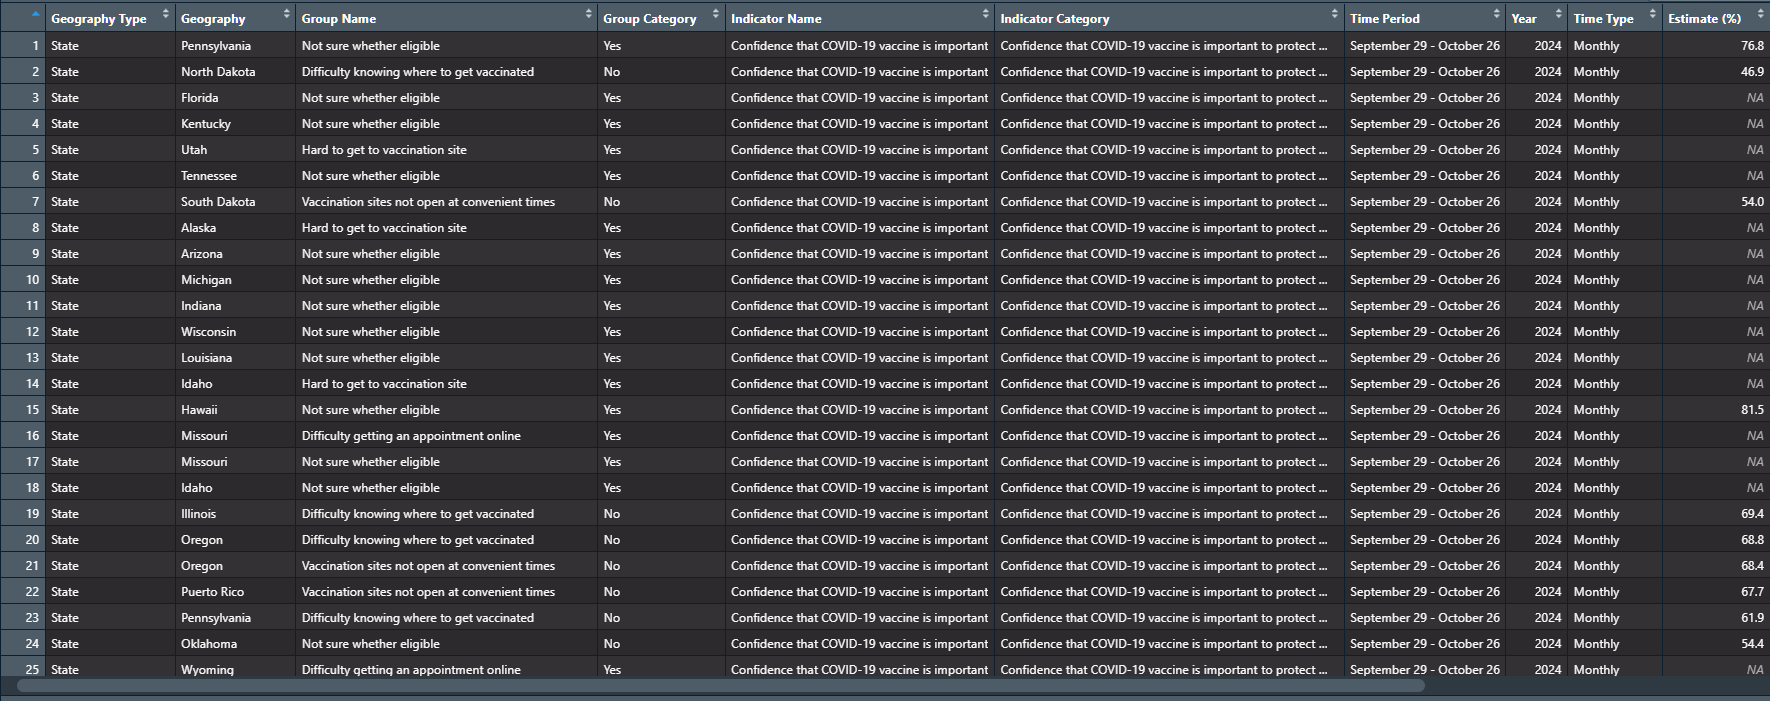 Geography Type Geography Group Name Group Category Indicator Name Indicator Category Time Period Year Time Type Estimate (%)
1 State Pennsylvania Not sure whether eligible Yes Confidence that COVID-19 vaccine is important Confidence that COVID-19 vaccine is important to protect ... September 29 - October 26 2024 Monthly 76.8
2 State North Dakota Difficulty knowing where to get vaccinated No Confidence that COVID-19 vaccine is important Confidence that COVID-19 vaccine is important to protect ... September 29 - October 26 2024 Monthly 46.9
3 State Florida Not sure whether eligible Yes Confidence that COVID-19 vaccine is important Confidence that COVID-19 vaccine is important to protect ... September 29 - October 26 2024 Monthly NA
4 State Kentucky Not sure whether eligible Yes Confidence that COVID-19 vaccine is important Confidence that COVID-19 vaccine is important to protect ... September 29 - October 26 2024 Monthly NA
5 State Utah Hard to get to vaccination site Yes Confidence that COVID-19 vaccine is important Confidence that COVID-19 vaccine is important to protect ... September 29 - October 26 2024 Monthly NA
6 State Tennessee Not sure whether eligible Yes Confidence that COVID-19 vaccine is important Confidence that COVID-19 vaccine is important to protect ... September 29 - October 26 2024 Monthly NA
7 State South Dakota Vaccination sites not open at convenient times No Confidence that COVID-19 vaccine is important Confidence that COVID-19 vaccine is important to protect ... September 29 - October 26 2024 Monthly 54.0
8 State Alaska Hard to get to vaccination site Yes Confidence that COVID-19 vaccine is important Confidence that COVID-19 vaccine is important to protect ... September 29 - October 26 2024 Monthly NA
9 State Arizona Not sure whether eligible Yes Confidence that COVID-19 vaccine is important Confidence that COVID-19 vaccine is important to protect ... September 29 - October 26 2024 Monthly NA
10 State Michigan Not sure whether eligible Yes Confidence that COVID-19 vaccine is important Confidence that COVID-19 vaccine is important to protect ... September 29 - October 26 2024 Monthly NA
11 State Indiana Not sure whether eligible Yes Confidence that COVID-19 vaccine is important Confidence that COVID-19 vaccine is important to protect ... September 29 - October 26 2024 Monthly NA
12 State Wisconsin Not sure whether eligible Yes Confidence that COVID-19 vaccine is important Confidence that COVID-19 vaccine is important to protect ... September 29 - October 26 2024 Monthly NA
13 State Louisiana Not sure whether eligible Yes Confidence that COVID-19 vaccine is important Confidence that COVID-19 vaccine is important to protect ... September 29 - October 26 2024 Monthly NA
14 State Idaho Hard to get to vaccination site Yes Confidence that COVID-19 vaccine is important Confidence that COVID-19 vaccine is important to protect ... September 29 - October 26 2024 Monthly NA
15 State Hawaii Not sure whether eligible Yes Confidence that COVID-19 vaccine is important Confidence that COVID-19 vaccine is important to protect ... September 29 - October 26 2024 Monthly 81.5
16 State Missouri Difficulty getting an appointment online Yes Confidence that COVID-19 vaccine is important Confidence that COVID-19 vaccine is important to protect ... September 29 - October 26 2024 Monthly NA
17 State Missouri Not sure whether eligible Yes Confidence that COVID-19 vaccine is important Confidence that COVID-19 vaccine is important to protect ... September 29 - October 26 2024 Monthly NA
18 State Idaho Not sure whether eligible Yes Confidence that COVID-19 vaccine is important Confidence that COVID-19 vaccine is important to protect ... September 29 - October 26 2024 Monthly NA
19 State Illinois Difficulty knowing where to get vaccinated No Confidence that COVID-19 vaccine is important Confidence that COVID-19 vaccine is important to protect ... September 29 - October 26 2024 Monthly 69.4
20 State Oregon Difficulty knowing where to get vaccinated No Confidence that COVID-19 vaccine is important Confidence that COVID-19 vaccine is important to protect ... September 29 - October 26 2024 Monthly 68.8
21 State Oregon Vaccination sites not open at convenient times No Confidence that COVID-19 vaccine is important Confidence that COVID-19 vaccine is important to protect ... September 29 - October 26 2024 Monthly 68.4
22 State Puerto Rico Vaccination sites not open at convenient times No Confidence that COVID-19 vaccine is important Confidence that COVID-19 vaccine is important to protect ... September 29 - October 26 2024 Monthly 67.7
23 State Pennsylvania Difficulty knowing where to get vaccinated No Confidence that COVID-19 vaccine is important Confidence that COVID-19 vaccine is important to protect ... September 29 - October 26 2024 Monthly 61.9
24 State Oklahoma Not sure whether eligible No Confidence that COVID-19 vaccine is important Confidence that COVID-19 vaccine is important to protect ... September 29 - October 26 2024 Monthly 54.4
25 State Wyoming Difficulty getting an appointment online Yes Confidence that COVID-19 vaccine is important Confidence that COVID-19 vaccine is important to protect ... September 29 - October 26 2024 Monthly NA